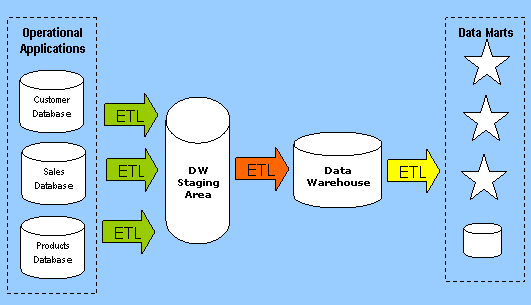 Operational
Applications
Customer
Database
Sales
Database
Products
Database
ETL
ETL
ETL
DW
Staging
Area
ETL
Data
Warehouse
ETL
Data Marts